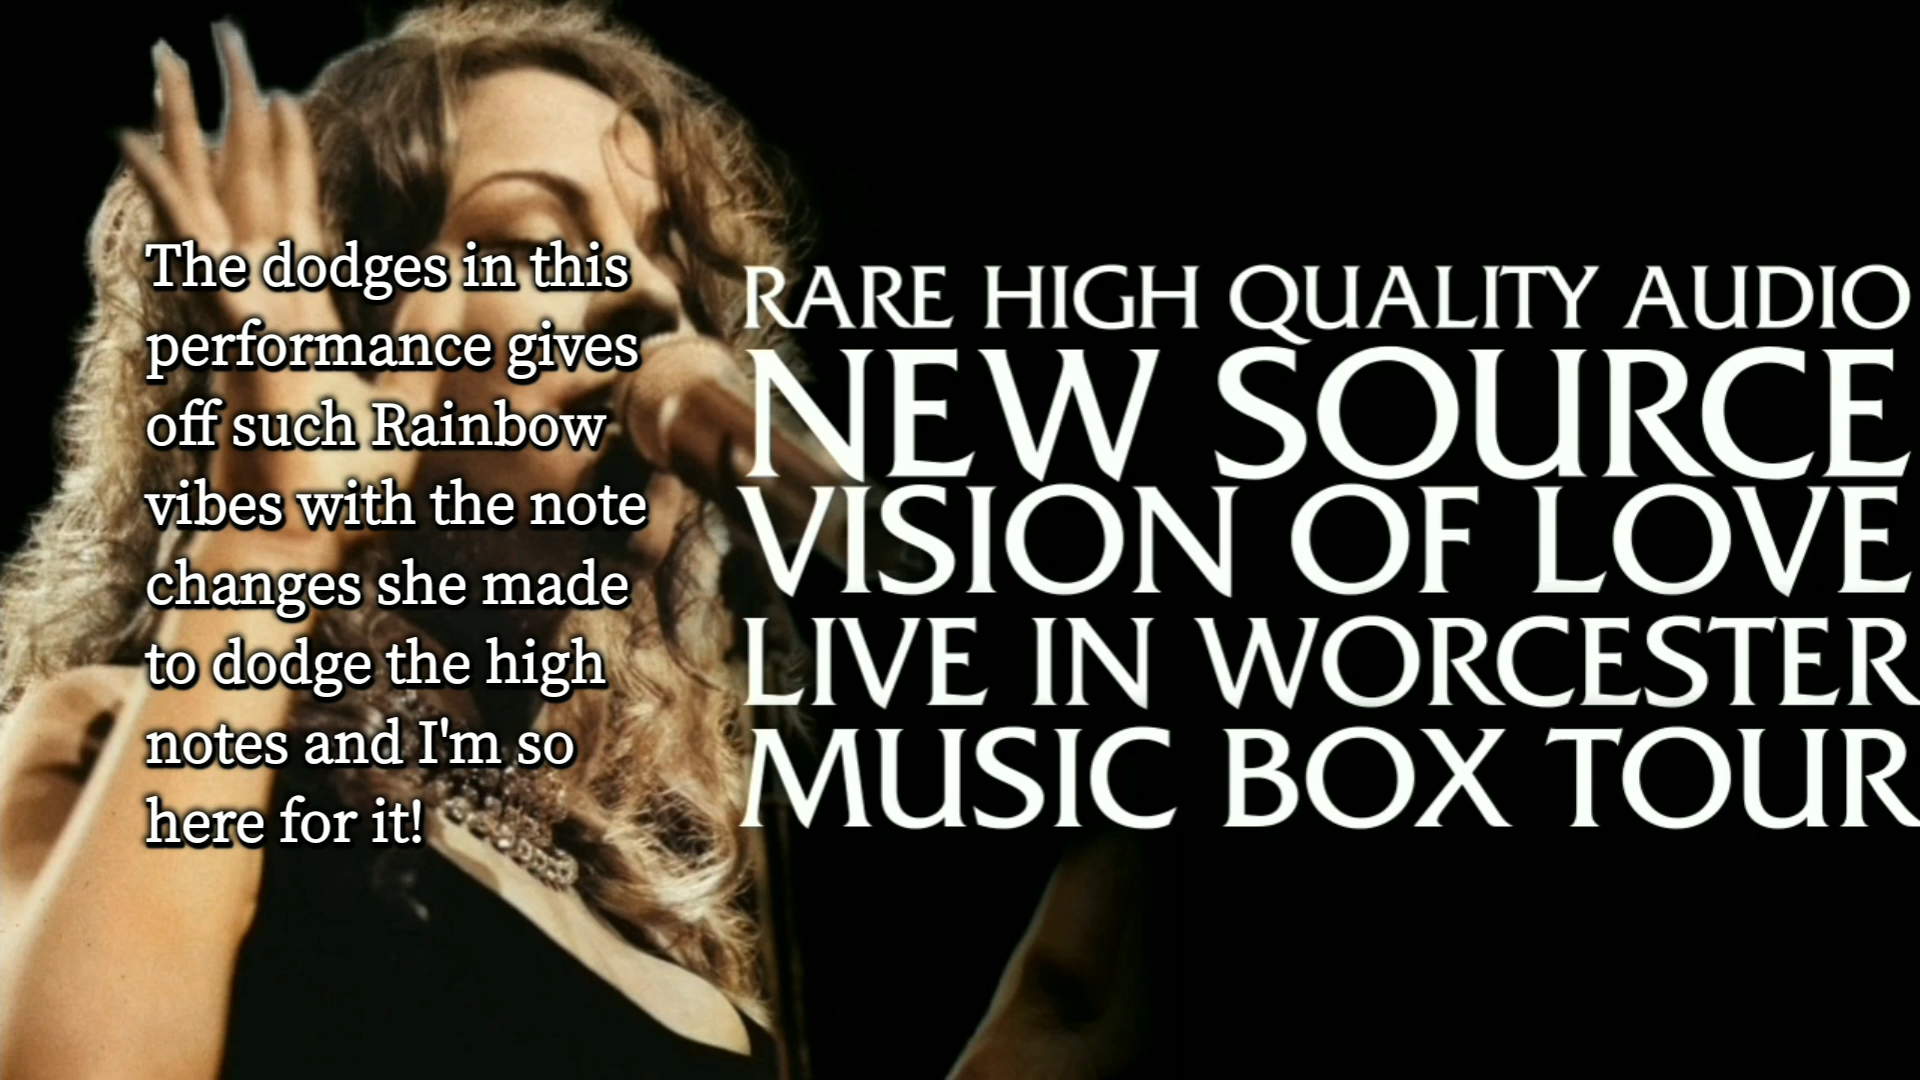 The dodges in this
performance gives
off such Rainbow
vibes with the note
changes she made
to dodge the high
notes and I'm so
here for it!
RARE HIGH QUALITY AUDIO
NEW SOURCE
VISION OF LOVE
LIVE IN WORCESTER
MUSIC BOX TOUR